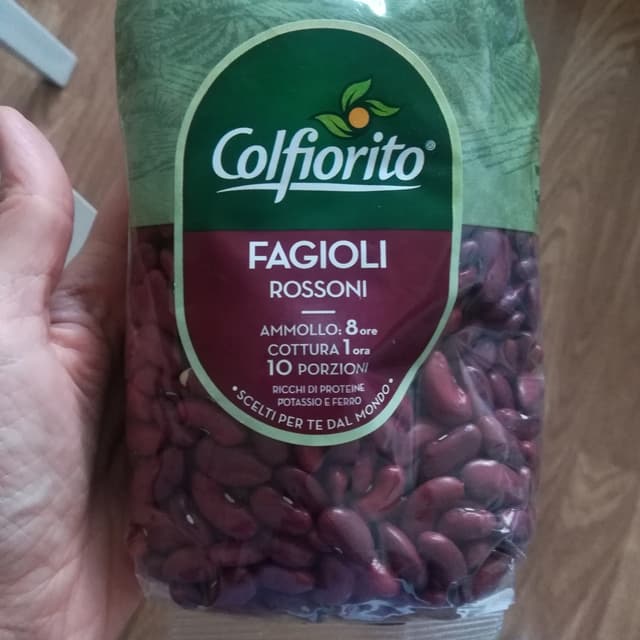 Colfiorito®
FAGIOLI
ROSSONI
AMMOLLO: 8 ore
COTTURA 1 ora
10 PORZIONI
RICCHI DI PROTEINE
POTASSIO E FERRO
• SCELTI PER TE DAL MONDO •